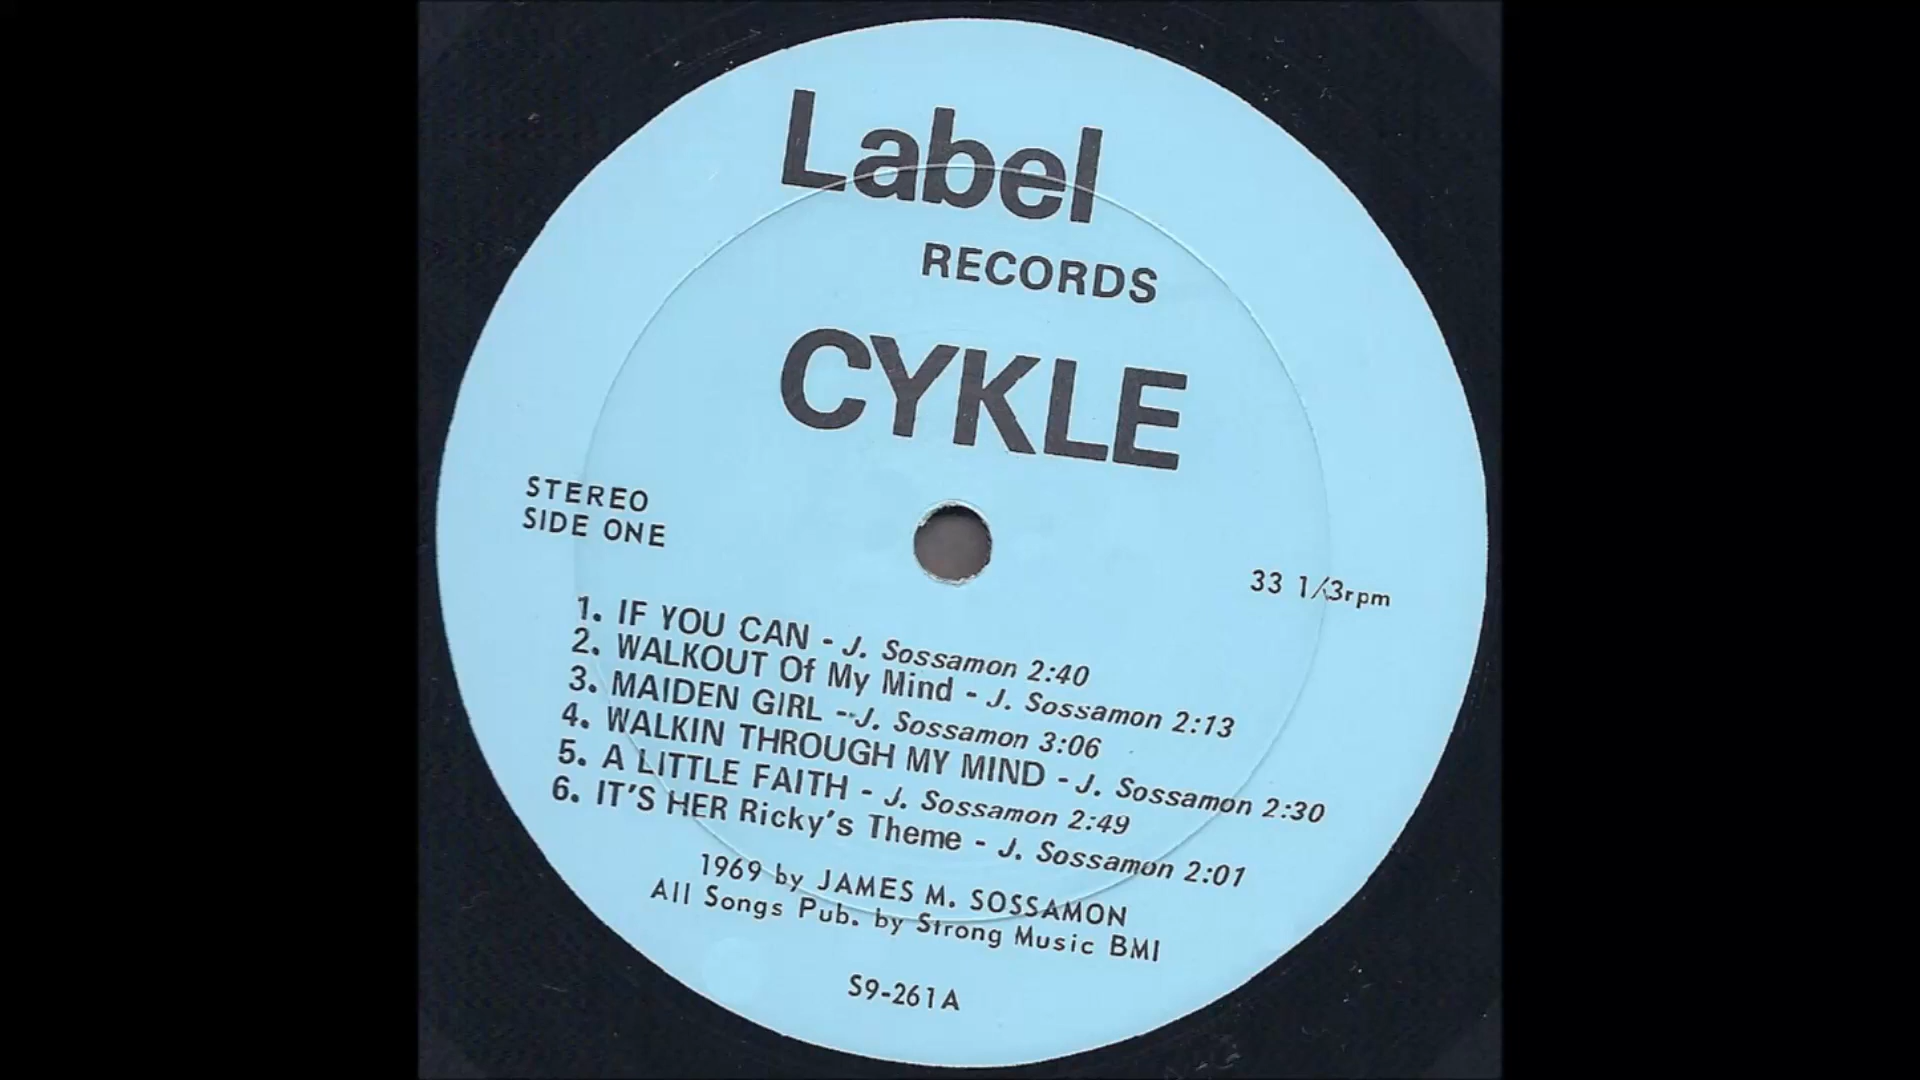 Label
RECORDS
CYKLE
STEREO
SIDE ONE
33 1/3rpm
1. IF YOU CAN - J. Sossamon 2:40
2. WALKOUT Of My Mind - J. Sossamon 2:13
3. MAIDEN GIRL -- J. Sossamon 3:06
4. WALKIN THROUGH MY MIND - J. Sossamon 2:30
5. A LITTLE FAITH - J. Sossamon 2:49
6. IT'S HER Ricky's Theme - J. Sossamon 2:01
1969 by JAMES M. SOSSAMON
All Songs Pub. by Strong Music BMI
S9-261A